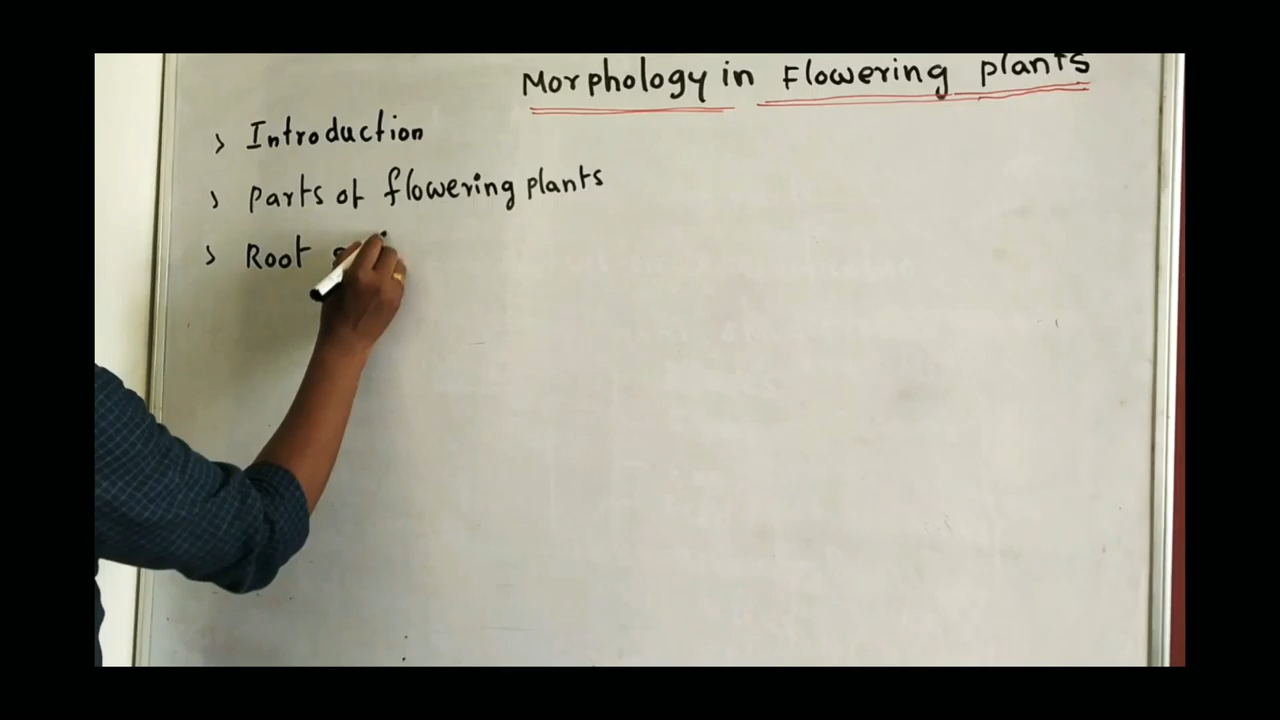 Morphology in Flowering plants
> Introduction
> parts of flowering plants
> Root